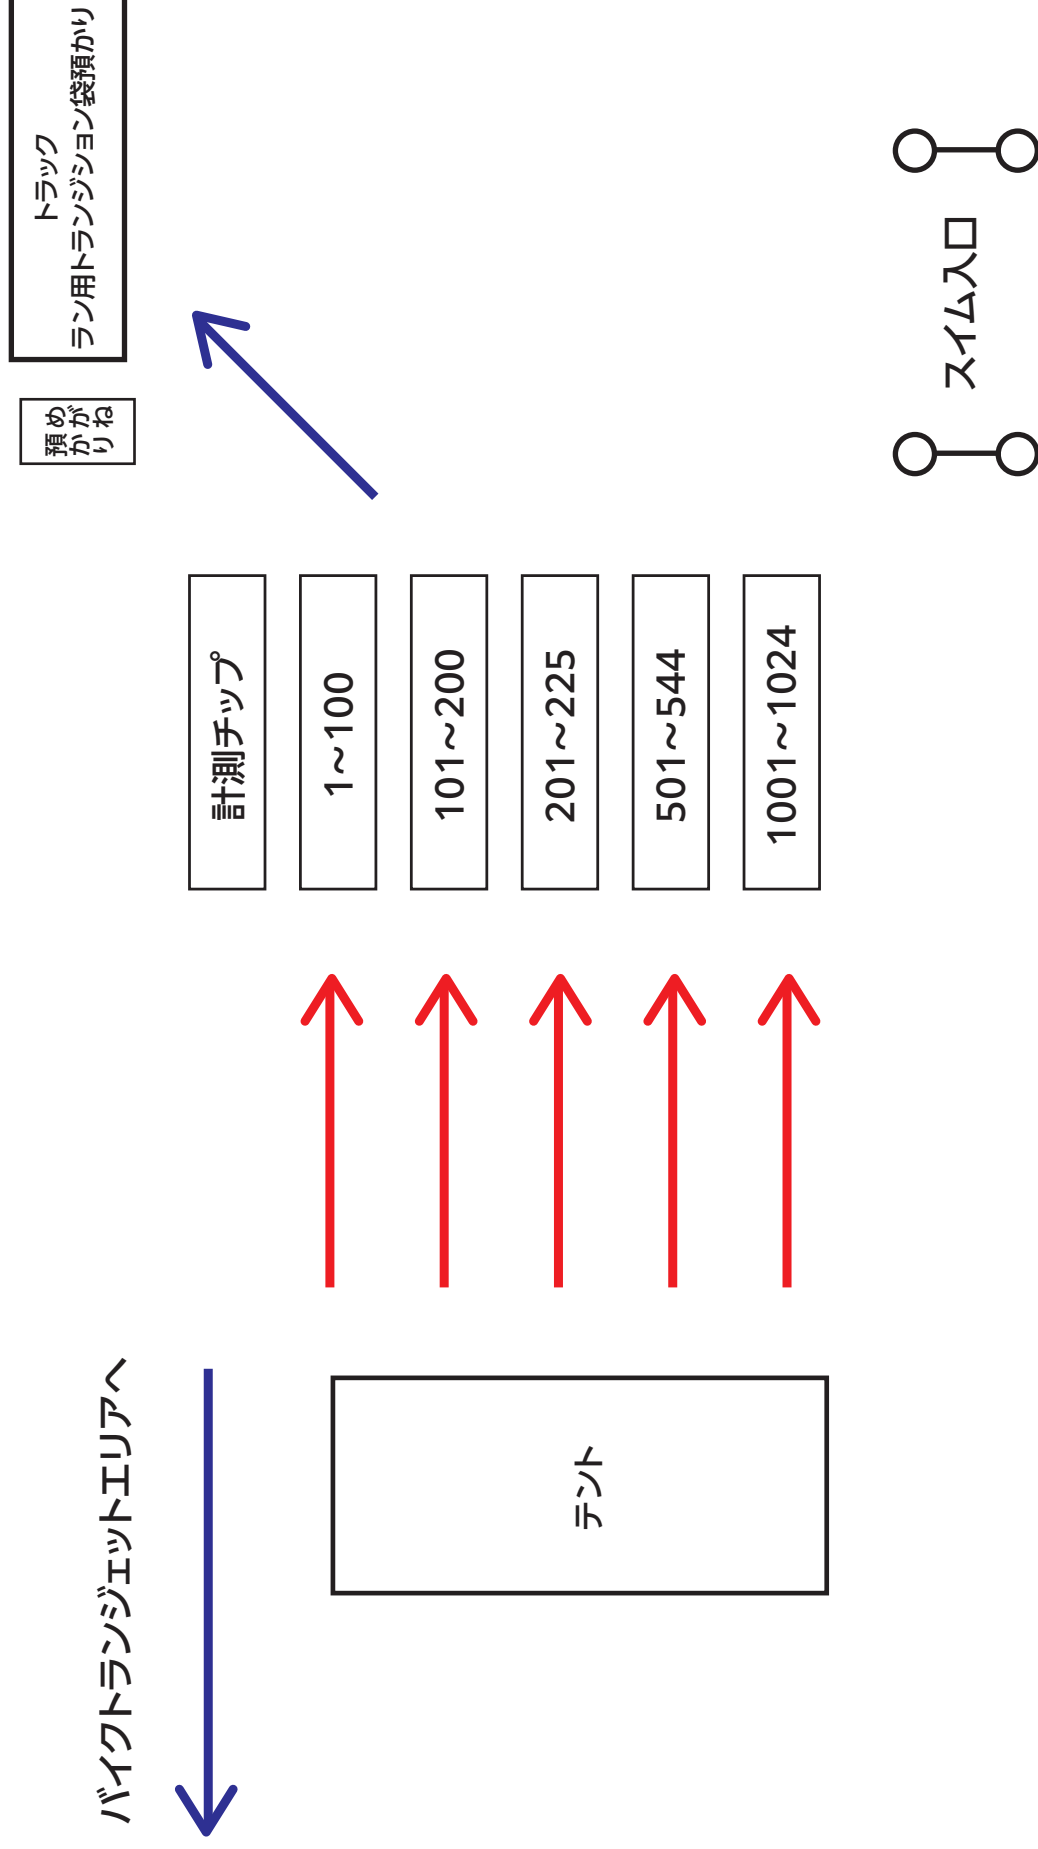 バイクトランジェットエリアへ
めがね
預かり
トラック
ラン用トランジション袋預かり
計測チップ
1～100
101～200
201～225
501～544
1001～1024
テント
スイム入口